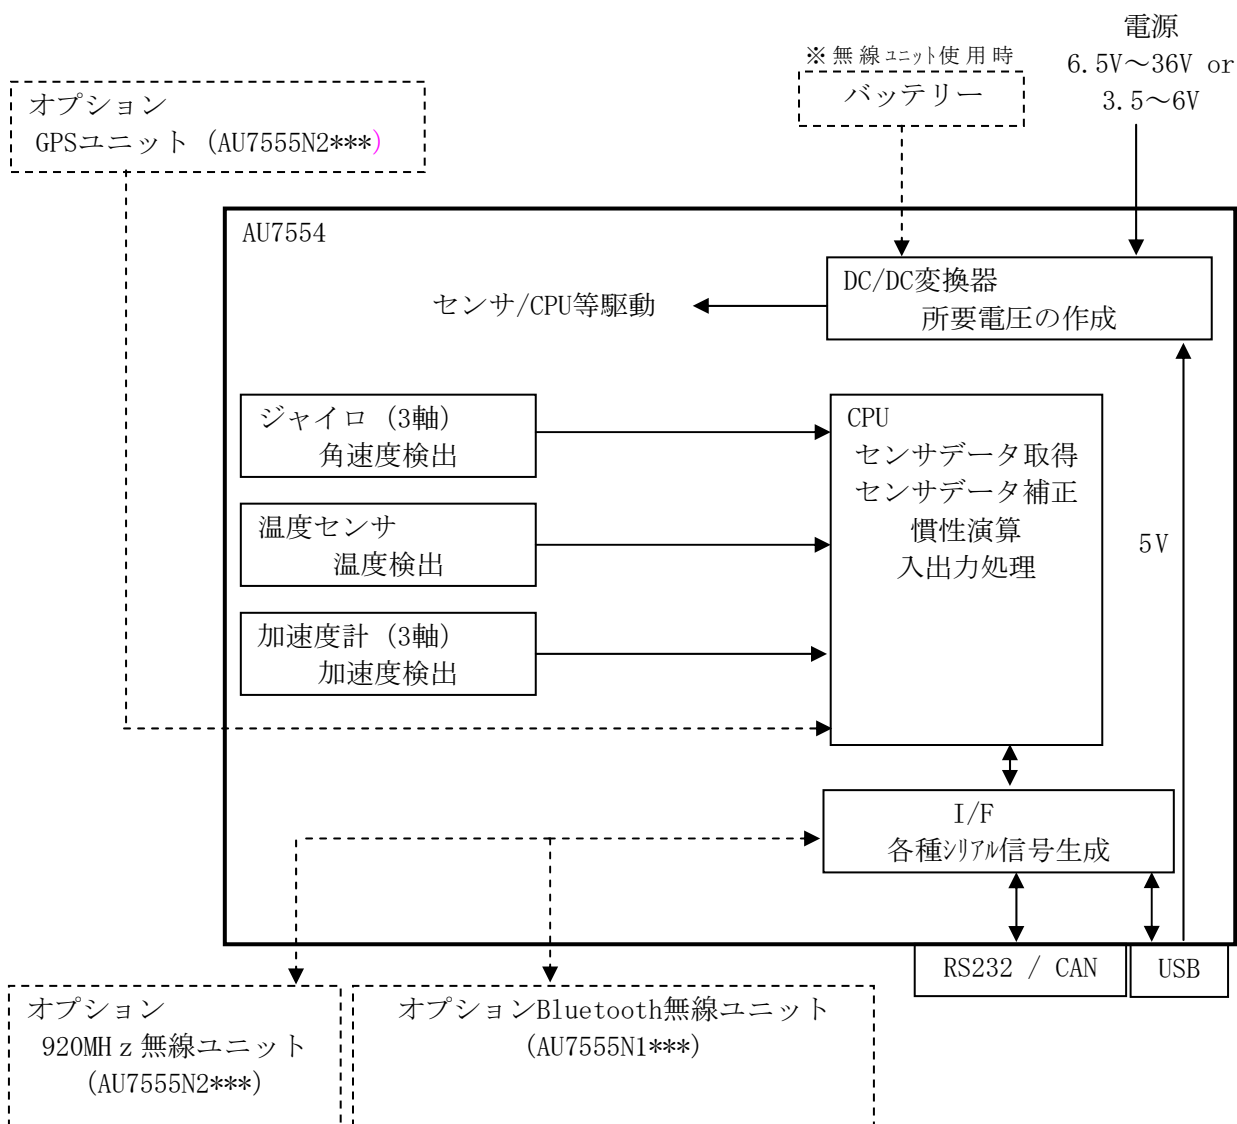 電源
6.5V～36V or
3.5～6V
※無線ﾕﾆｯﾄ使用時
バッテリー
オプション
GPSユニット (AU7555N2***)
AU7554
DC/DC変換器
所要電圧の作成
センサ/CPU等駆動
ジャイロ (3軸)
角速度検出
温度センサ
温度検出
加速度計 (3軸)
加速度検出
CPU
センサデータ取得
センサデータ補正
慣性演算
入出力処理
5V
I/F
各種ｼﾘｱﾙ信号生成
RS232 / CAN
USB
オプション
920MHｚ無線ユニット
(AU7555N2***)
オプションBluetooth無線ユニット
(AU7555N1***)